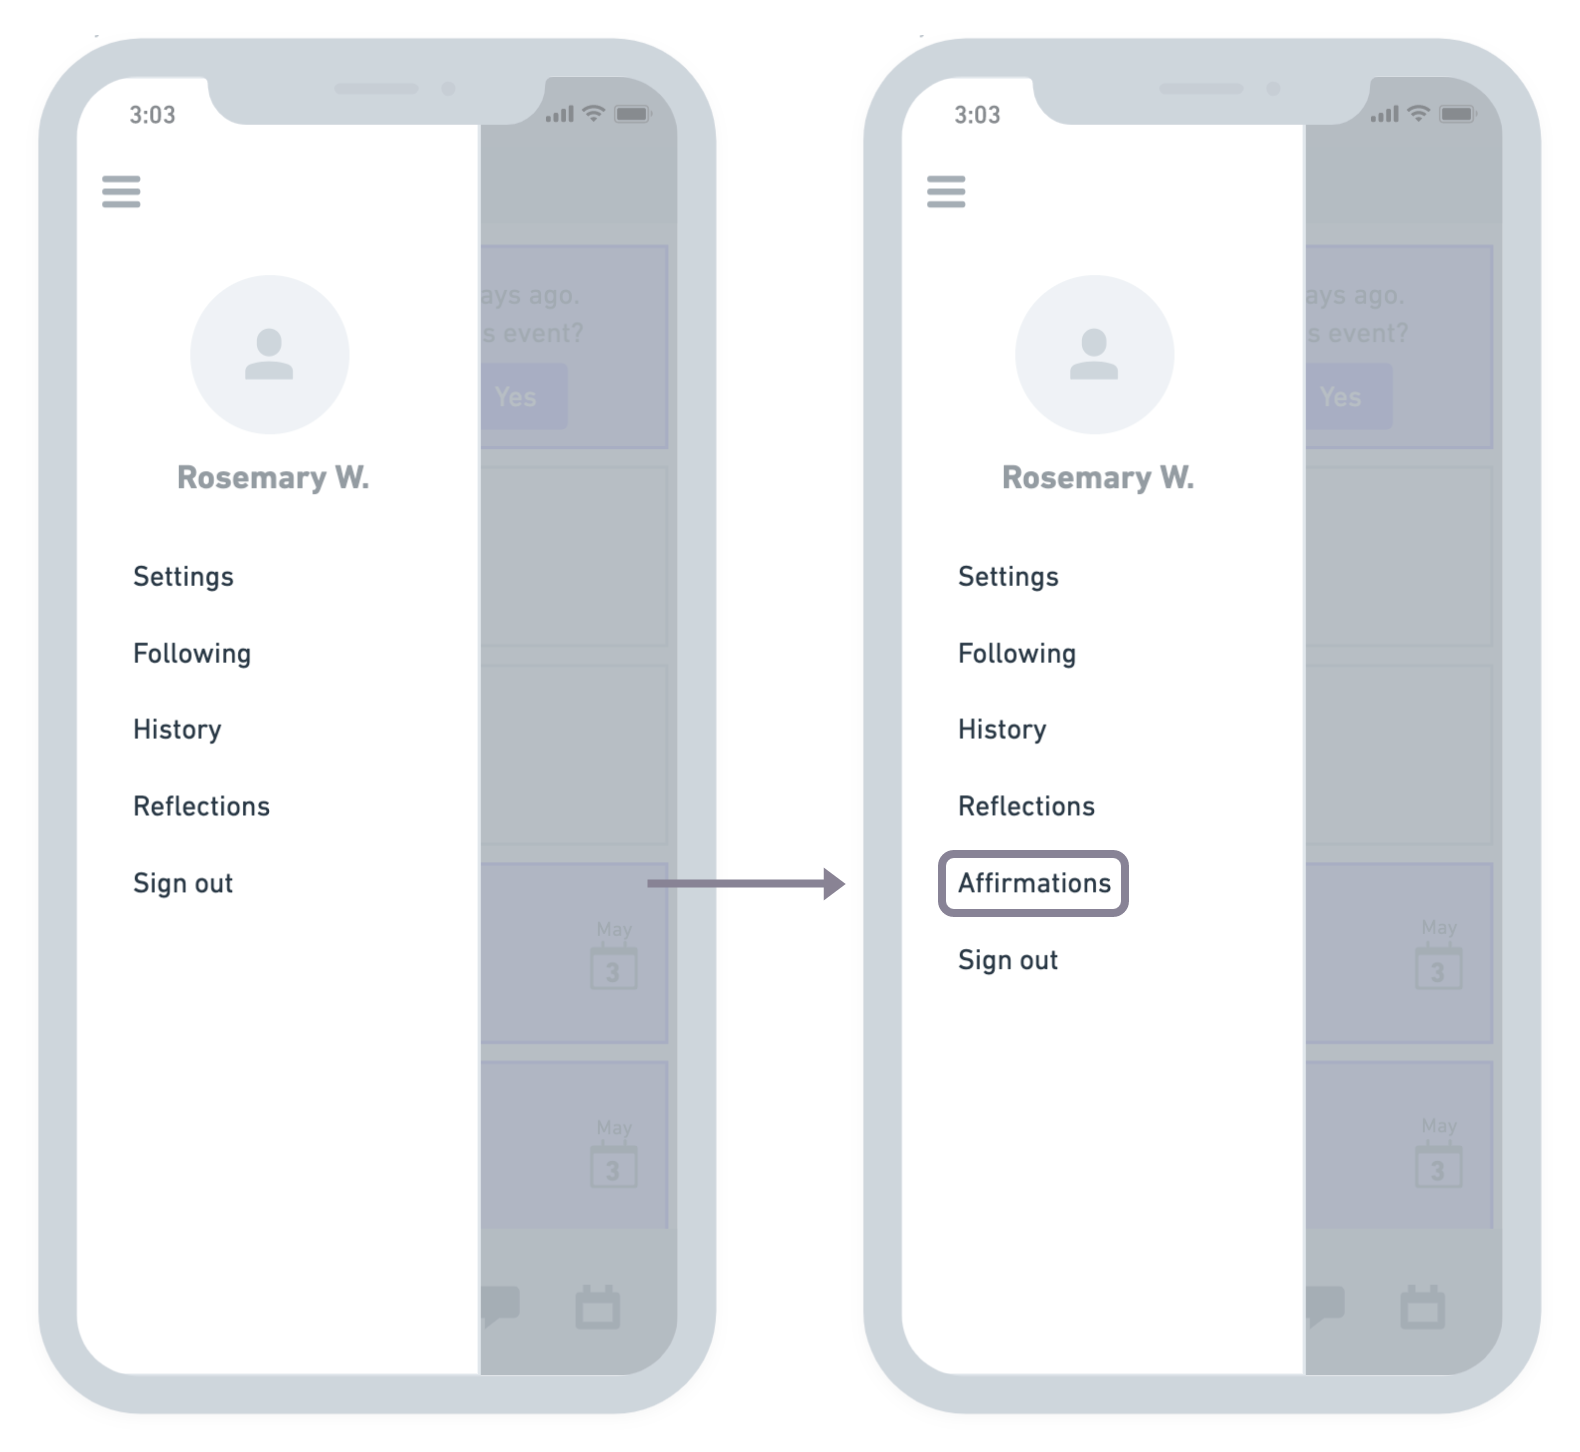 3:03
ays ago.
s event?
Yes
Rosemary W.
Settings
Following
History
Reflections
Sign out
May
3
May
3
3:03
ays ago.
s event?
Yes
Rosemary W.
Settings
Following
History
Reflections
Affirmations
Sign out
May
3
May
3